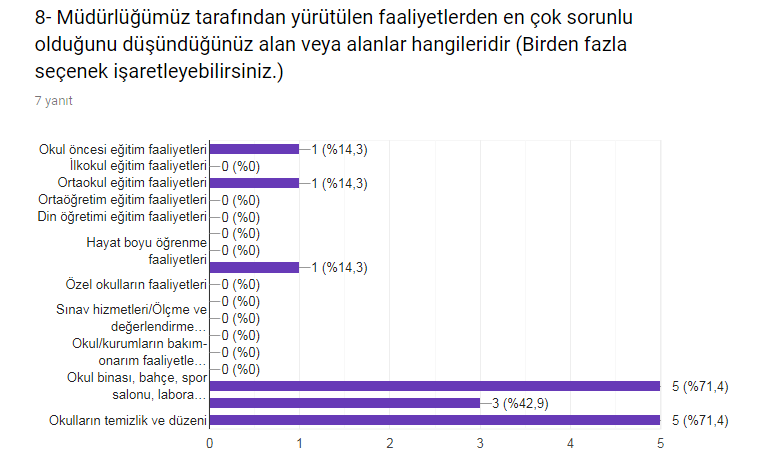 8- Müdürlüğümüz tarafından yürütülen faaliyetlerden en çok sorunlu
olduğunu düşündüğünüz alan veya alanlar hangileridir (Birden fazla
seçenek işaretleyebilirsiniz.)
7 yanıt
Okul öncesi eğitim faaliyetleri 1 (%14,3)
İlkokul eğitim faaliyetleri 0 (%0)
Ortaokul eğitim faaliyetleri 1 (%14,3)
Ortaöğretim eğitim faaliyetleri 0 (%0)
Din öğretimi eğitim faaliyetleri 0 (%0)
0 (%0)
Hayat boyu öğrenme
faaliyetleri 0 (%0)
1 (%14,3)
Özel okulların faaliyetleri 0 (%0)
0 (%0)
Sınav hizmetleri/Ölçme ve
değerlendirme... 0 (%0)
0 (%0)
Okul/kurumların bakım-
onarım faaliyetle... 0 (%0)
0 (%0)
Okul binası, bahçe, spor
salonu, labora... 5 (%71,4)
3 (%42,9)
Okulların temizlik ve düzeni 5 (%71,4)
0 1 2 3 4 5